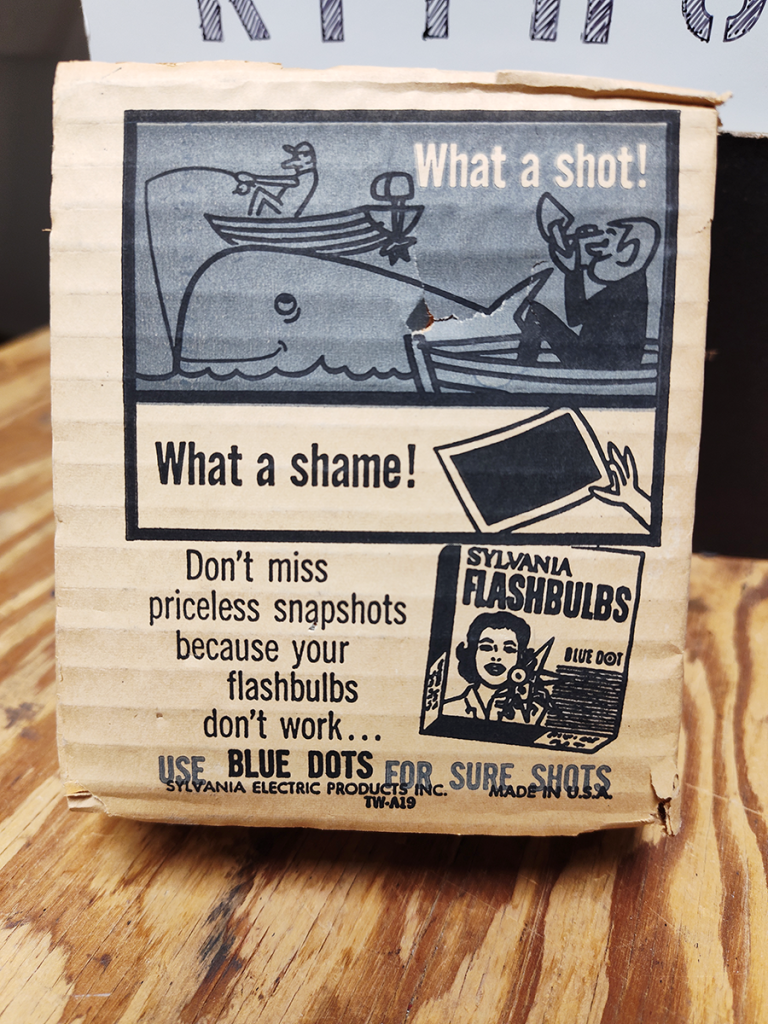 What a shot!
What a shame!
Don't miss
priceless snapshots
because your
flashbulbs
don't work...
SYLVANIA
FLASHBULBS
BLUE DOT
USE BLUE DOTS FOR SURE SHOTS
SYLVANIA ELECTRIC PRODUCTS INC. MADE IN U.S.A.
TW-A19